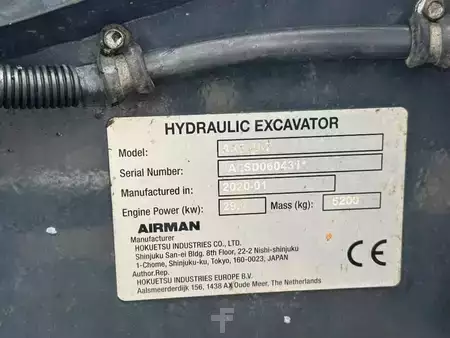 HYDRAULIC EXCAVATOR
Model:
Serial Number:
Manufactured in: 2020-01
Engine Power (kw): Mass (kg): 5200
AIRMAN
CE
Manufacturer
HOKUETSU INDUSTRIES CO., LTD.
Shinjuku San-ei Bldg. 8th Floor, 22-2 Nishi-shinjuku
1-Chome, Shinjuku-ku, Tokyo, 160-0023, JAPAN
Author.Rep.
HOKUETSU INDUSTRIES EUROPE B.V.
Aalsmeerderdijk 156, 1438 AX Oude Meer, The Netherlands